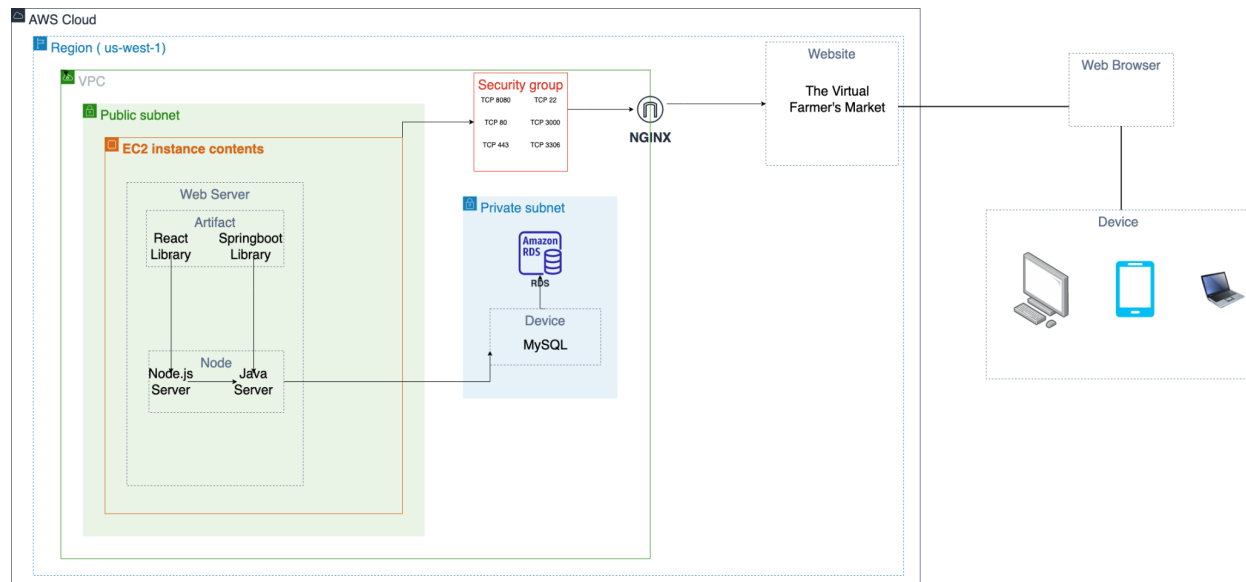 AWS Cloud
Region ( us-west-1)
VPC
Public subnet
EC2 instance contents
Web Server
Artifact
React
Library
Springboot
Library
Node
Node.js
Server
Java
Server
Security group
TCP 8080
TCP 22
TCP 80
TCP 3000
TCP 443
TCP 3306
NGINX
Private subnet
Amazon
RDS
RDS
Device
MySQL
Website
The Virtual
Farmer's Market
Web Browser
Device